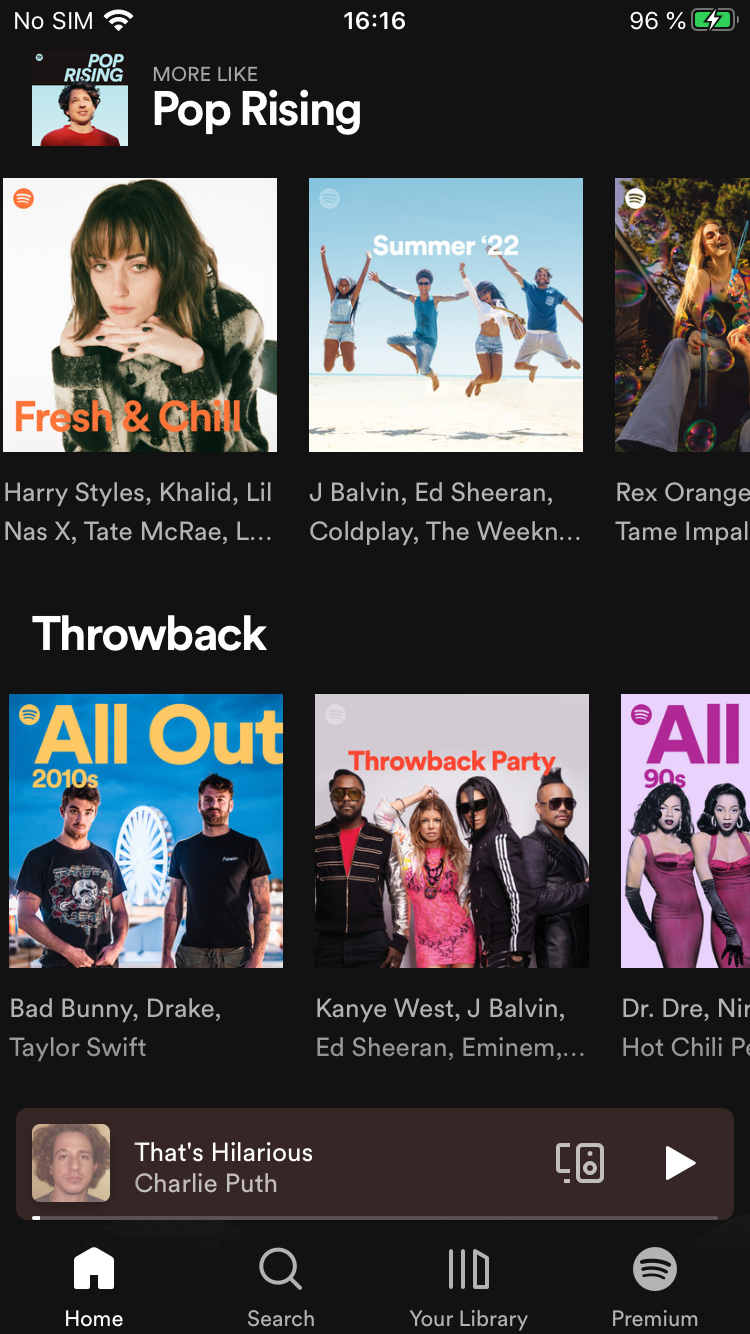 No SIM 16:16 96 %
POP
RISING
MORE LIKE
Pop Rising
Fresh & Chill
Summer ‘22
Harry Styles, Khalid, Lil
Nas X, Tate McRae, L...
J Balvin, Ed Sheeran,
Coldplay, The Weekn...
Rex Orange
Tame Impal
Throwback
All Out
2010s
Throwback Party
All
90s
Bad Bunny, Drake,
Taylor Swift
Kanye West, J Balvin,
Ed Sheeran, Eminem,...
Dr. Dre, Nir
Hot Chili Pe
That's Hilarious
Charlie Puth
Home Search Your Library Premium